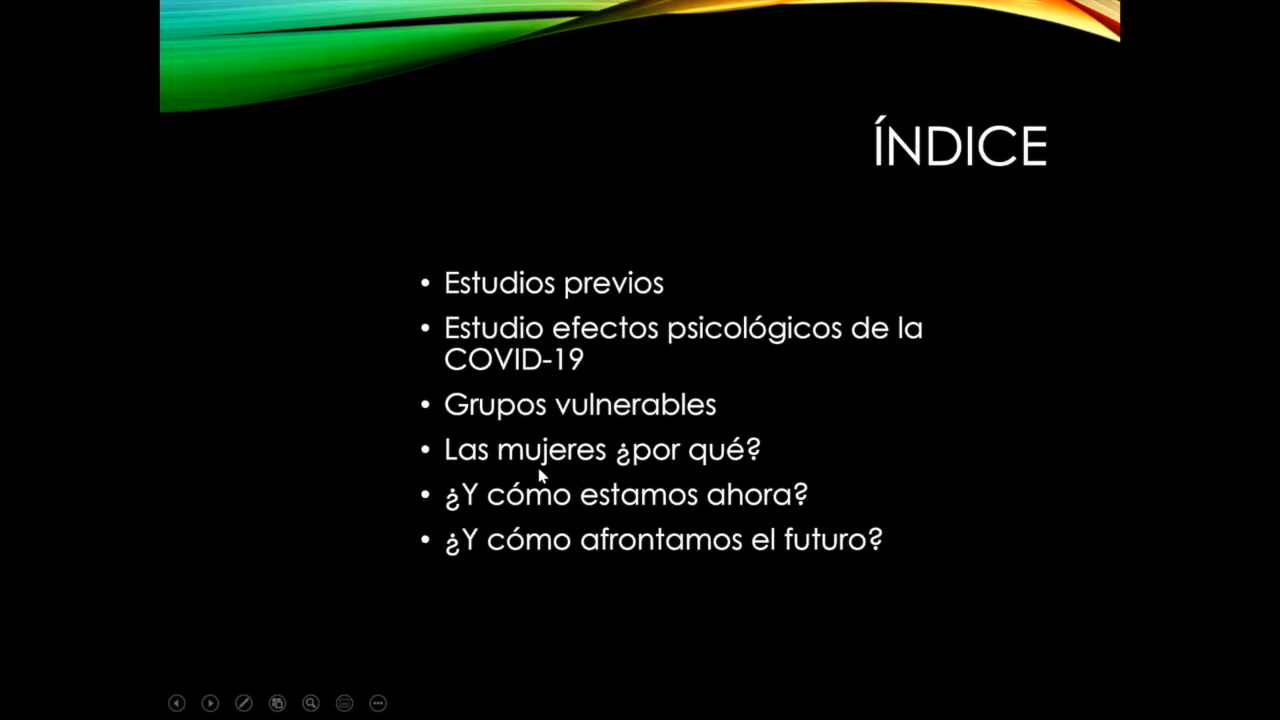 ÍNDICE
• Estudios previos
• Estudio efectos psicológicos de la
COVID-19
• Grupos vulnerables
• Las mujeres ¿por qué?
• ¿Y cómo estamos ahora?
• ¿Y cómo afrontamos el futuro?